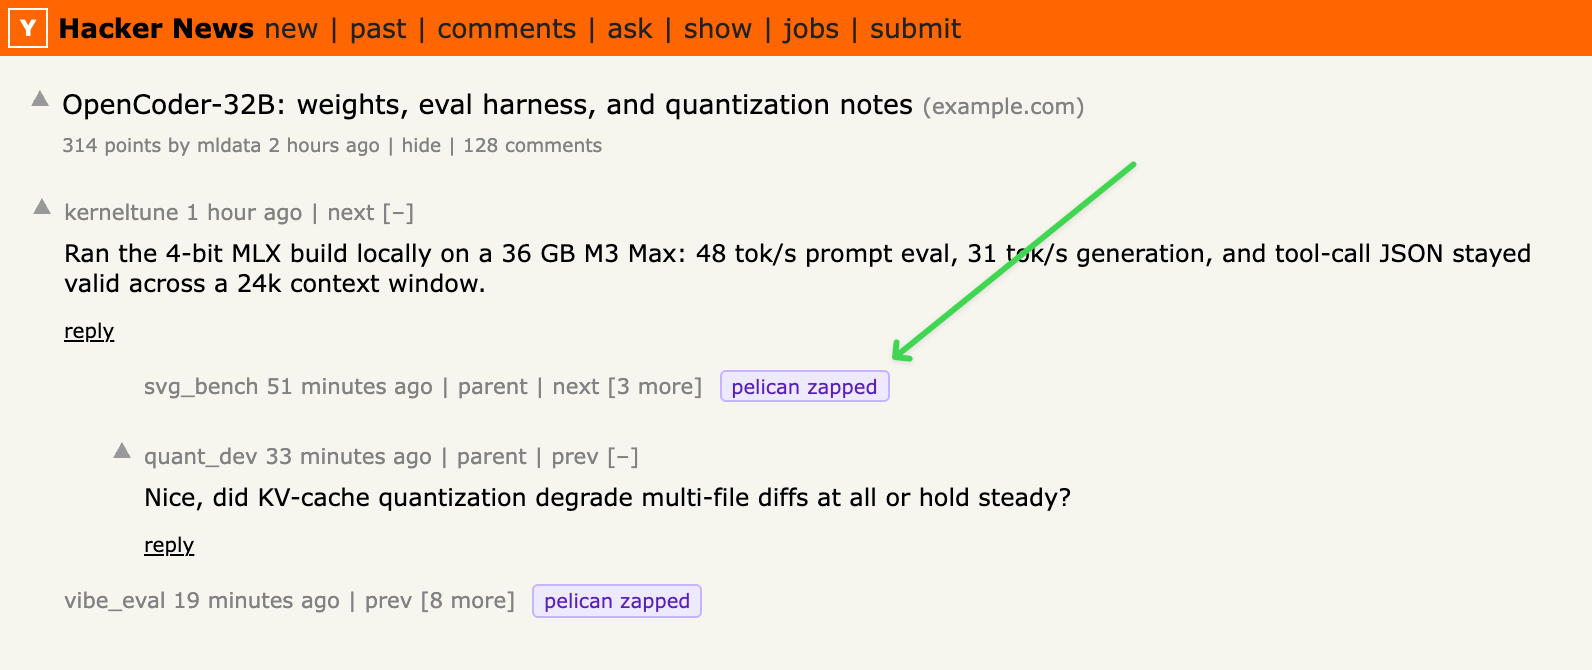 Y Hacker News new | past | comments | ask | show | jobs | submit
OpenCoder-32B: weights, eval harness, and quantization notes (example.com)
314 points by mldata 2 hours ago | hide | 128 comments
kerneltune 1 hour ago | next [–]
Ran the 4-bit MLX build locally on a 36 GB M3 Max: 48 tok/s prompt eval, 31 tok/s generation, and tool-call JSON stayed
valid across a 24k context window.
reply
svg_bench 51 minutes ago | parent | next [3 more] pelican zapped
quant_dev 33 minutes ago | parent | prev [–]
Nice, did KV-cache quantization degrade multi-file diffs at all or hold steady?
reply
vibe_eval 19 minutes ago | prev [8 more] pelican zapped